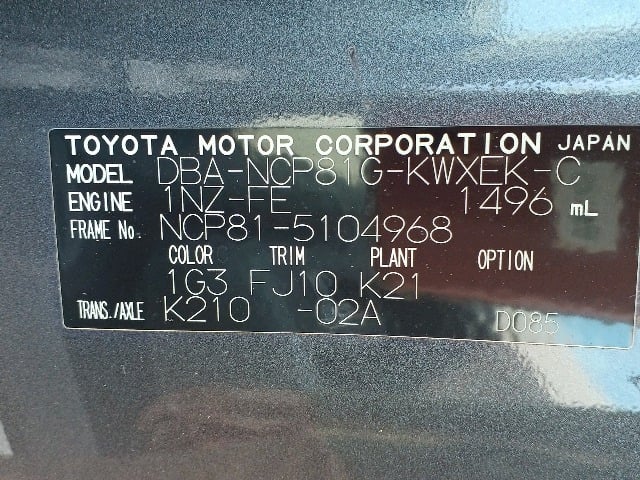 TOYOTA MOTOR CORPORATION JAPAN
MODEL DBA-NCP81G-KWXEK-C
ENGINE 1NZ-FE 1496 mL
FRAME No. NCP81-5104968
COLOR TRIM PLANT OPTION
1G3 FJ10 K21
TRANS./AXLE K210 -02A D085